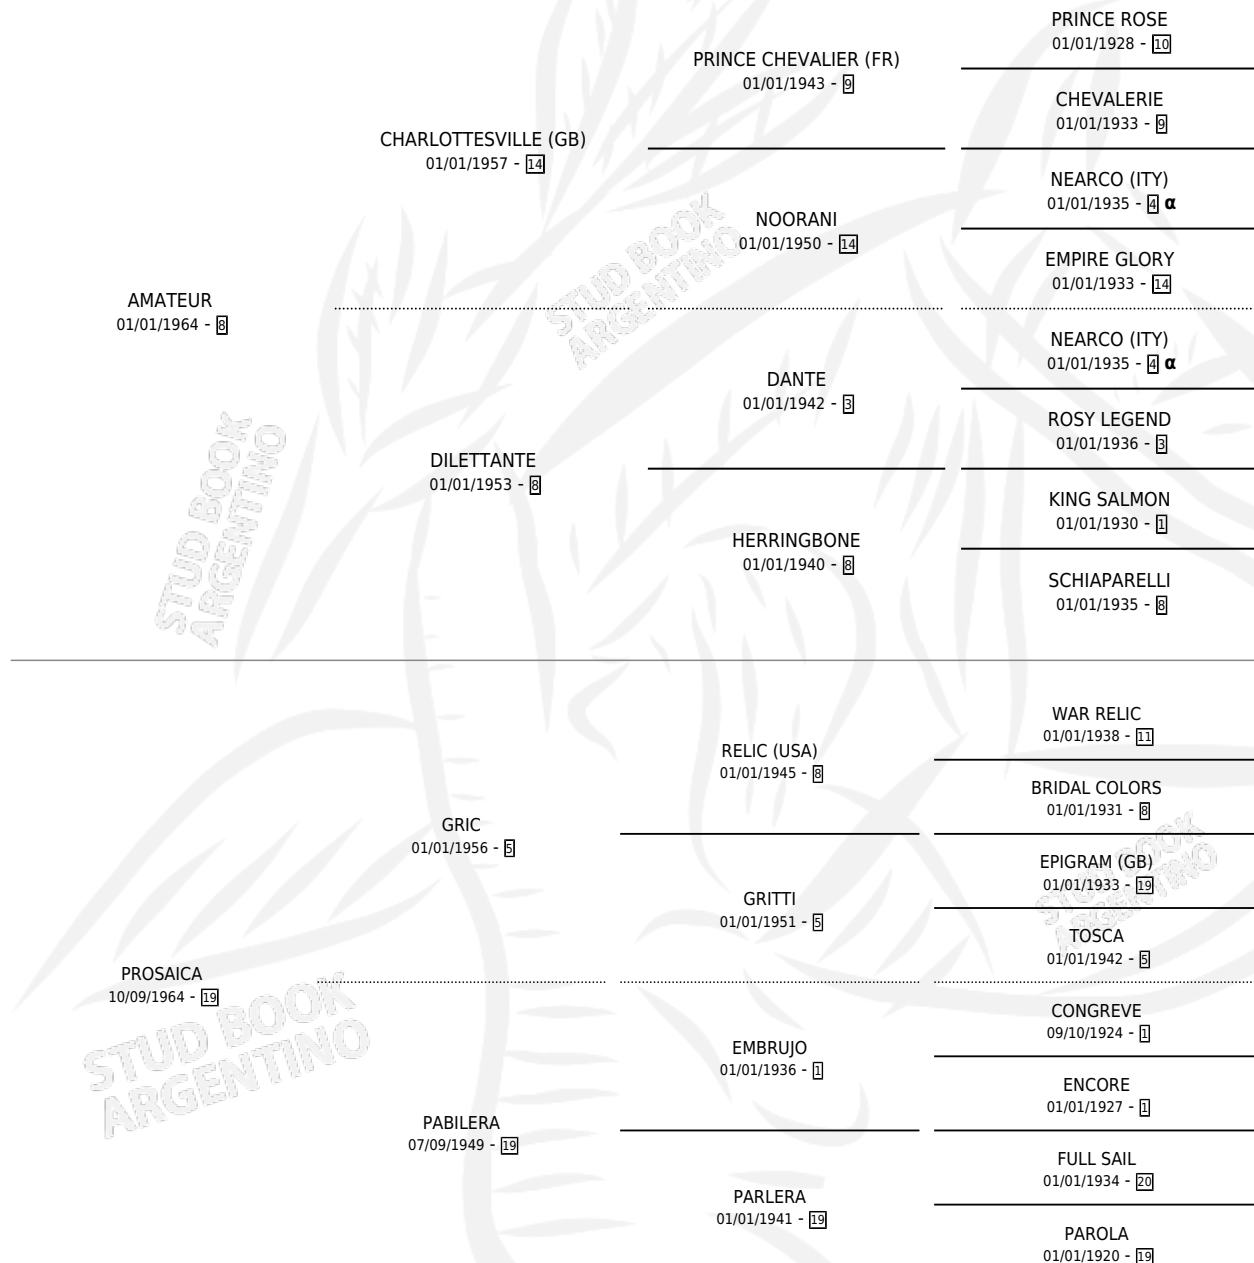 PRINCE ROSE
01/01/1928 - 10
PRINCE CHEVALIER (FR)
01/01/1943 - 9
CHEVALERIE
01/01/1933 - 9
CHARLOTTESVILLE (GB)
01/01/1957 - 14
NEARCO (ITY)
01/01/1935 - 4 α
NOORANI
01/01/1950 - 14
EMPIRE GLORY
01/01/1933 - 14
AMATEUR
01/01/1964 - 8
STUD BOOK
ARGENTINO
NEARCO (ITY)
01/01/1935 - 4 α
DANTE
01/01/1942 - 3
ROSY LEGEND
01/01/1936 - 3
DILETTANTE
01/01/1953 - 8
KING SALMON
01/01/1930 - 1
HERRINGBONE
01/01/1940 - 8
SCHIAPARELLI
01/01/1935 - 8
STUD BOOK
ARGENTINO
WAR RELIC
01/01/1938 - 11
RELIC (USA)
01/01/1945 - 8
BRIDAL COLORS
01/01/1931 - 8
GRIC
01/01/1956 - 5
EPIGRAM (GB)
01/01/1933 - 19
STUD BOOK
ARGENTINO
GRITTI
01/01/1951 - 5
TOSCA
01/01/1942 - 5
PROSAICA
10/09/1964 - 19
STUD BOOK
ARGENTINO
CONGREVE
09/10/1924 - 1
EMBRUJO
01/01/1936 - 1
ENCORE
01/01/1927 - 1
PABILERA
07/09/1949 - 19
FULL SAIL
01/01/1934 - 20
PARLERA
01/01/1941 - 19
PAROLA
01/01/1920 - 19